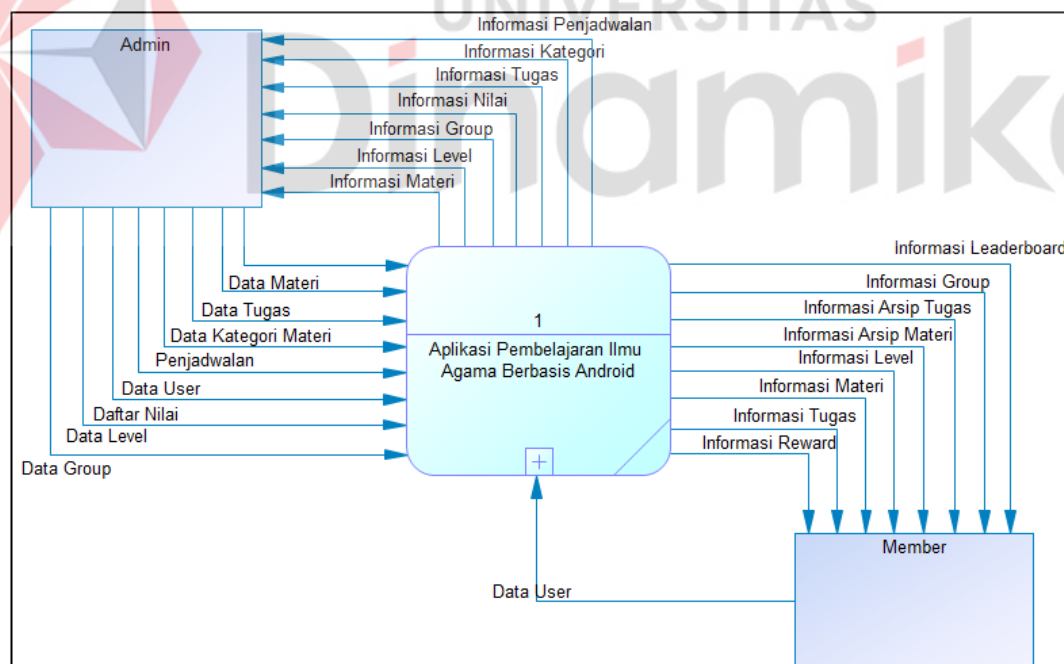 UNIVERSITAS
Dinamika
Admin
Informasi Penjadwalan
Informasi Kategori
Informasi Tugas
Informasi Nilai
Informasi Group
Informasi Level
Informasi Materi
Data Materi
Data Tugas
Data Kategori Materi
Penjadwalan
Data User
Daftar Nilai
Data Level
Data Group
1
Aplikasi Pembelajaran Ilmu
Agama Berbasis Android
Informasi Leaderboard
Informasi Group
Informasi Arsip Tugas
Informasi Arsip Materi
Informasi Level
Informasi Materi
Informasi Tugas
Informasi Reward
Member
Data User